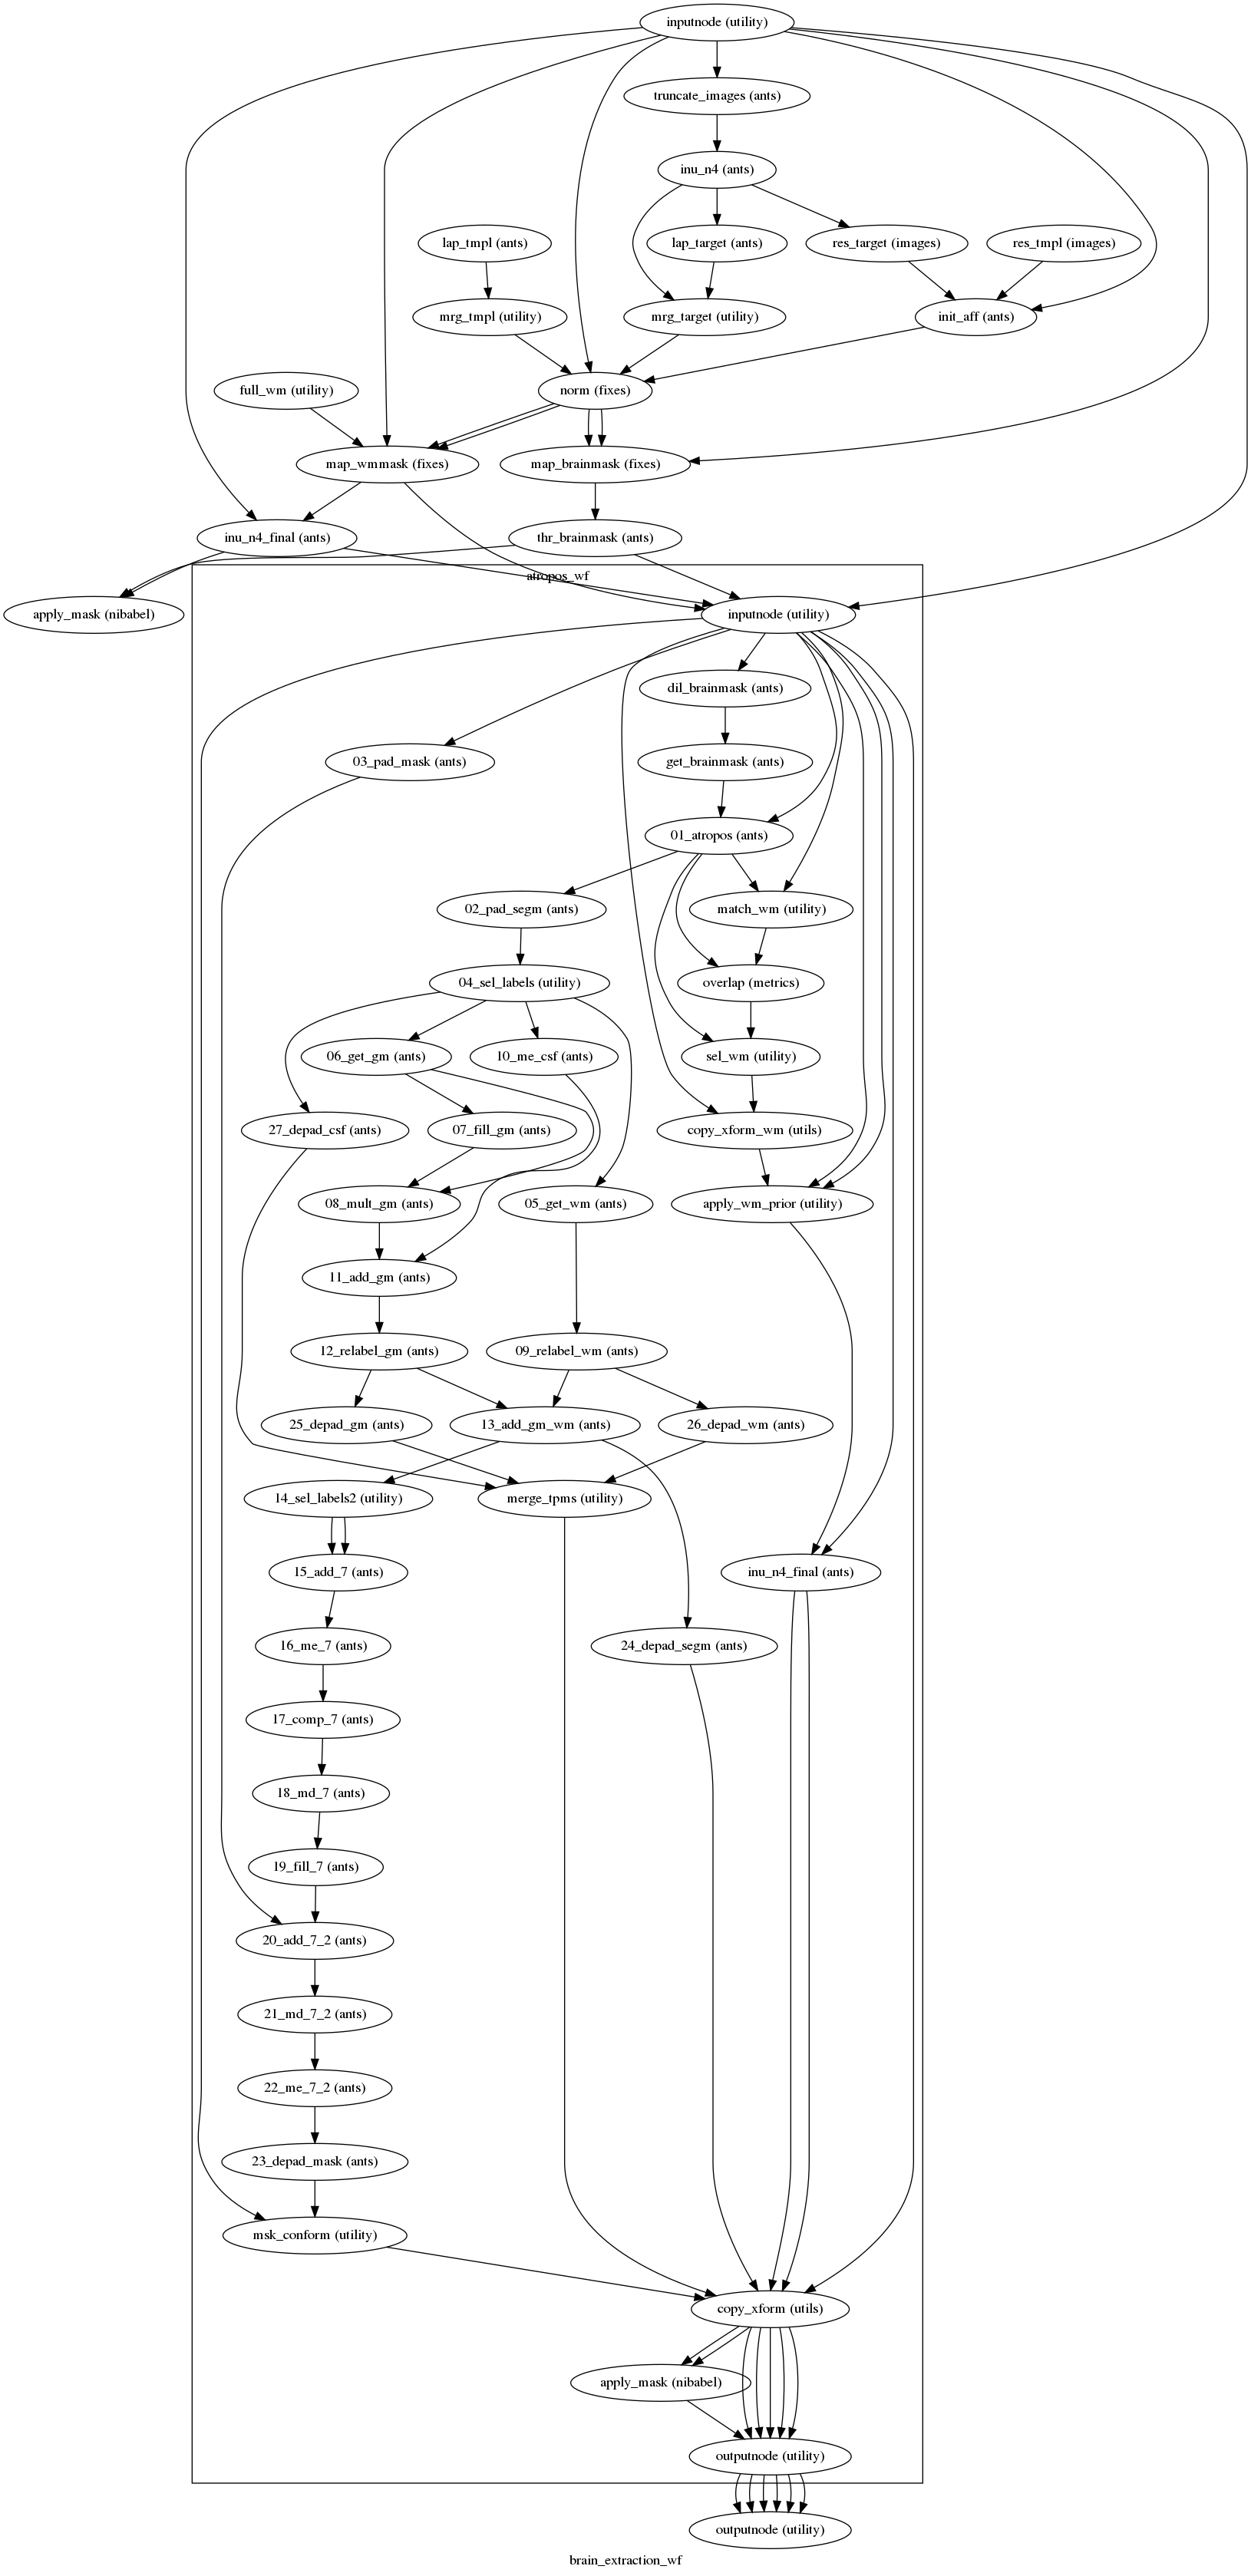 inputnode (utility)
truncate_images (ants)
inu_n4 (ants)
lap_tmpl (ants)
lap_target (ants)
res_target (images)
res_tmpl (images)
mrg_tmpl (utility)
mrg_target (utility)
init_aff (ants)
full_wm (utility)
norm (fixes)
map_wmmask (fixes)
map_brainmask (fixes)
inu_n4_final (ants)
thr_brainmask (ants)
atropos_wf
apply_mask (nibabel)
inputnode (utility)
dil_brainmask (ants)
03_pad_mask (ants)
get_brainmask (ants)
01_atropos (ants)
02_pad_segm (ants)
match_wm (utility)
04_sel_labels (utility)
overlap (metrics)
06_get_gm (ants)
10_me_csf (ants)
sel_wm (utility)
27_depad_csf (ants)
07_fill_gm (ants)
copy_xform_wm (utils)
08_mult_gm (ants)
05_get_wm (ants)
apply_wm_prior (utility)
11_add_gm (ants)
12_relabel_gm (ants)
09_relabel_wm (ants)
25_depad_gm (ants)
13_add_gm_wm (ants)
26_depad_wm (ants)
14_sel_labels2 (utility)
merge_tpms (utility)
15_add_7 (ants)
inu_n4_final (ants)
16_me_7 (ants)
24_depad_segm (ants)
17_comp_7 (ants)
18_md_7 (ants)
19_fill_7 (ants)
20_add_7_2 (ants)
21_md_7_2 (ants)
22_me_7_2 (ants)
23_depad_mask (ants)
msk_conform (utility)
copy_xform (utils)
apply_mask (nibabel)
outputnode (utility)
outputnode (utility)
brain_extraction_wf